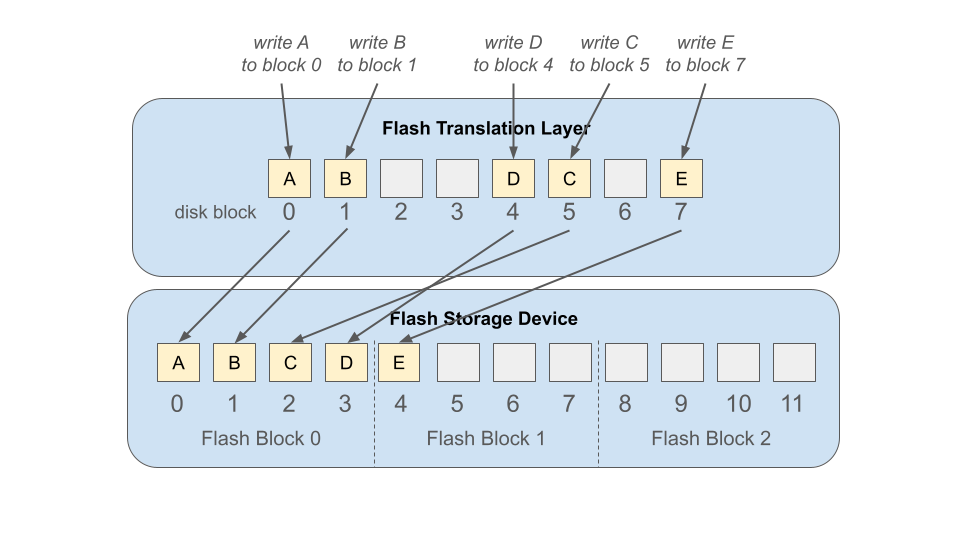 write A
to block 0
write B
to block 1
write D
to block 4
write C
to block 5
write E
to block 7
Flash Translation Layer
A B D C E
disk block 0 1 2 3 4 5 6 7
Flash Storage Device
A B C D E
0 1 2 3 4 5 6 7 8 9 10 11
Flash Block 0 Flash Block 1 Flash Block 2